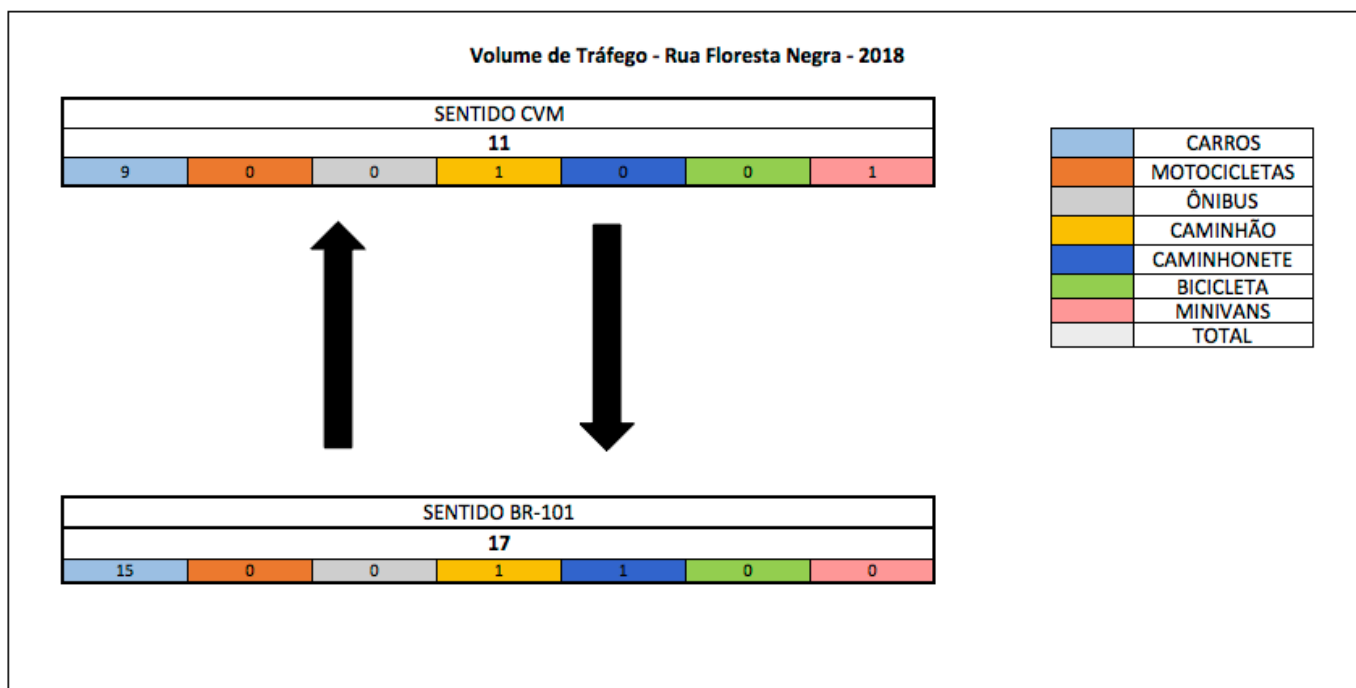 Volume de Tráfego - Rua Floresta Negra - 2018
SENTIDO CVM
11
9 0 0 1 0 0 1
CARROS
MOTOCICLETAS
ÔNIBUS
CAMINHÃO
CAMINHONETE
BICICLETA
MINIVANS
TOTAL
SENTIDO BR-101
17
15 0 0 1 1 0 0